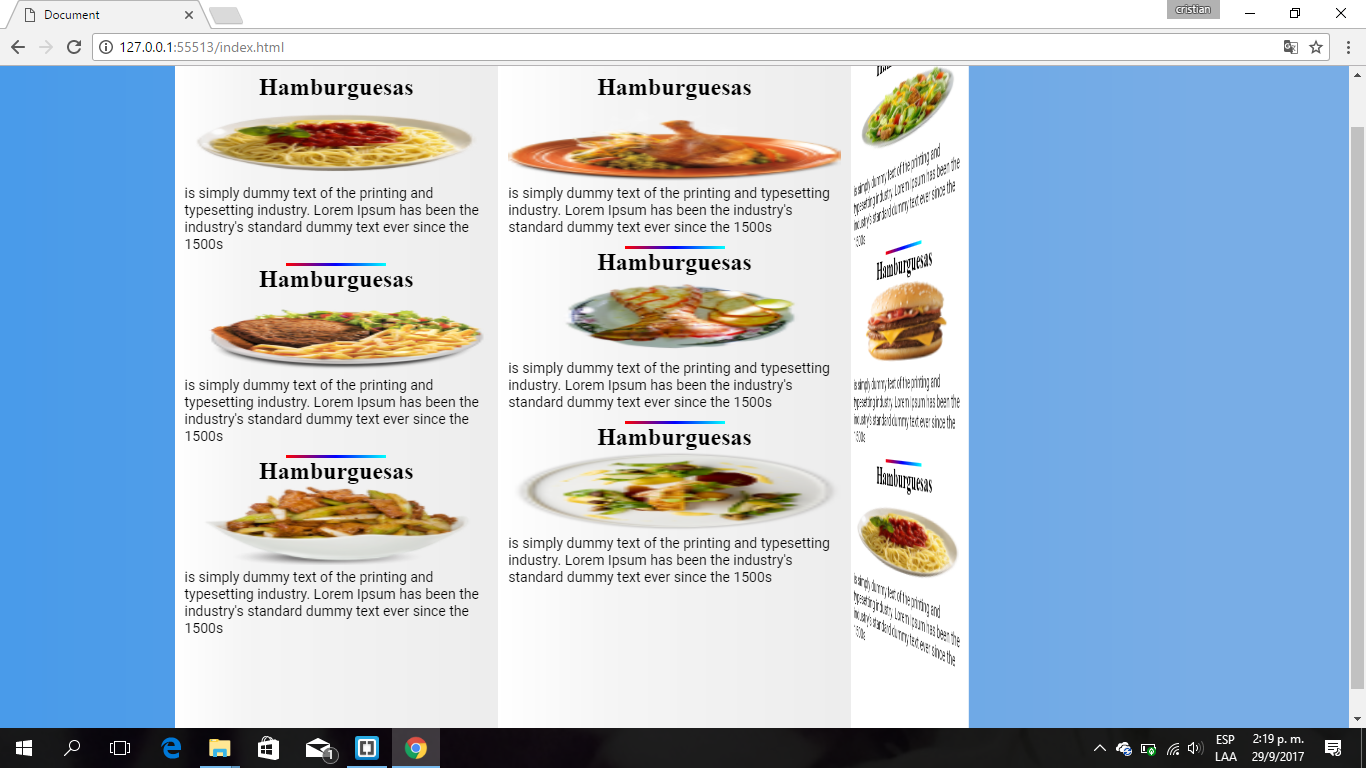 Document
cristian
127.0.0.1:55513/index.html
Hamburguesas
is simply dummy text of the printing and
typesetting industry. Lorem Ipsum has been the
industry's standard dummy text ever since the
1500s
Hamburguesas
is simply dummy text of the printing and
typesetting industry. Lorem Ipsum has been the
industry's standard dummy text ever since the
1500s
Hamburguesas
is simply dummy text of the printing and
typesetting industry. Lorem Ipsum has been the
industry's standard dummy text ever since the
1500s
Hamburguesas
is simply dummy text of the printing and typesetting
industry. Lorem Ipsum has been the industry's
standard dummy text ever since the 1500s
Hamburguesas
is simply dummy text of the printing and typesetting
industry. Lorem Ipsum has been the industry's
standard dummy text ever since the 1500s
Hamburguesas
is simply dummy text of the printing and typesetting
industry. Lorem Ipsum has been the industry's
standard dummy text ever since the 1500s
Hamburguesas
is simply dummy text of the printing and
typesetting industry. Lorem Ipsum has been the
industry's standard dummy text ever since the
1500s
Hamburguesas
is simply dummy text of the printing and
typesetting industry. Lorem Ipsum has been the
industry's standard dummy text ever since the
1500s
Hamburguesas
is simply dummy text of the printing and
typesetting industry. Lorem Ipsum has been the
industry's standard dummy text ever since the
1500s
1
ESP
LAA
2:19 p. m.
29/9/2017